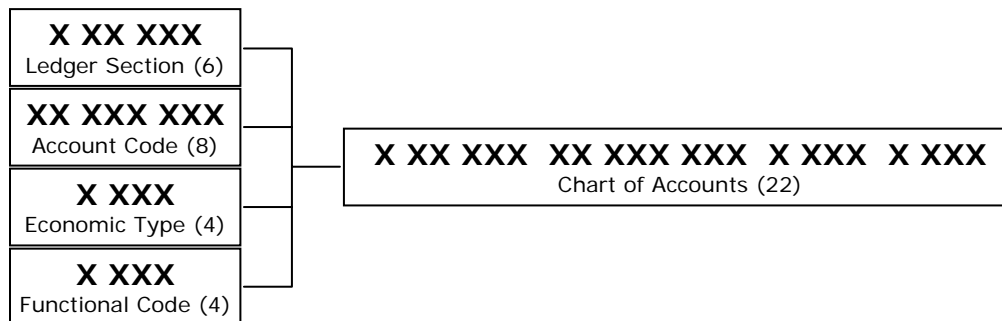 X XX XXX
Ledger Section (6)
XX XXX XXX
Account Code (8)
X XXX
Economic Type (4)
X XXX
Functional Code (4)
X XX XXX XX XXX XXX X XXX X XXX
Chart of Accounts (22)